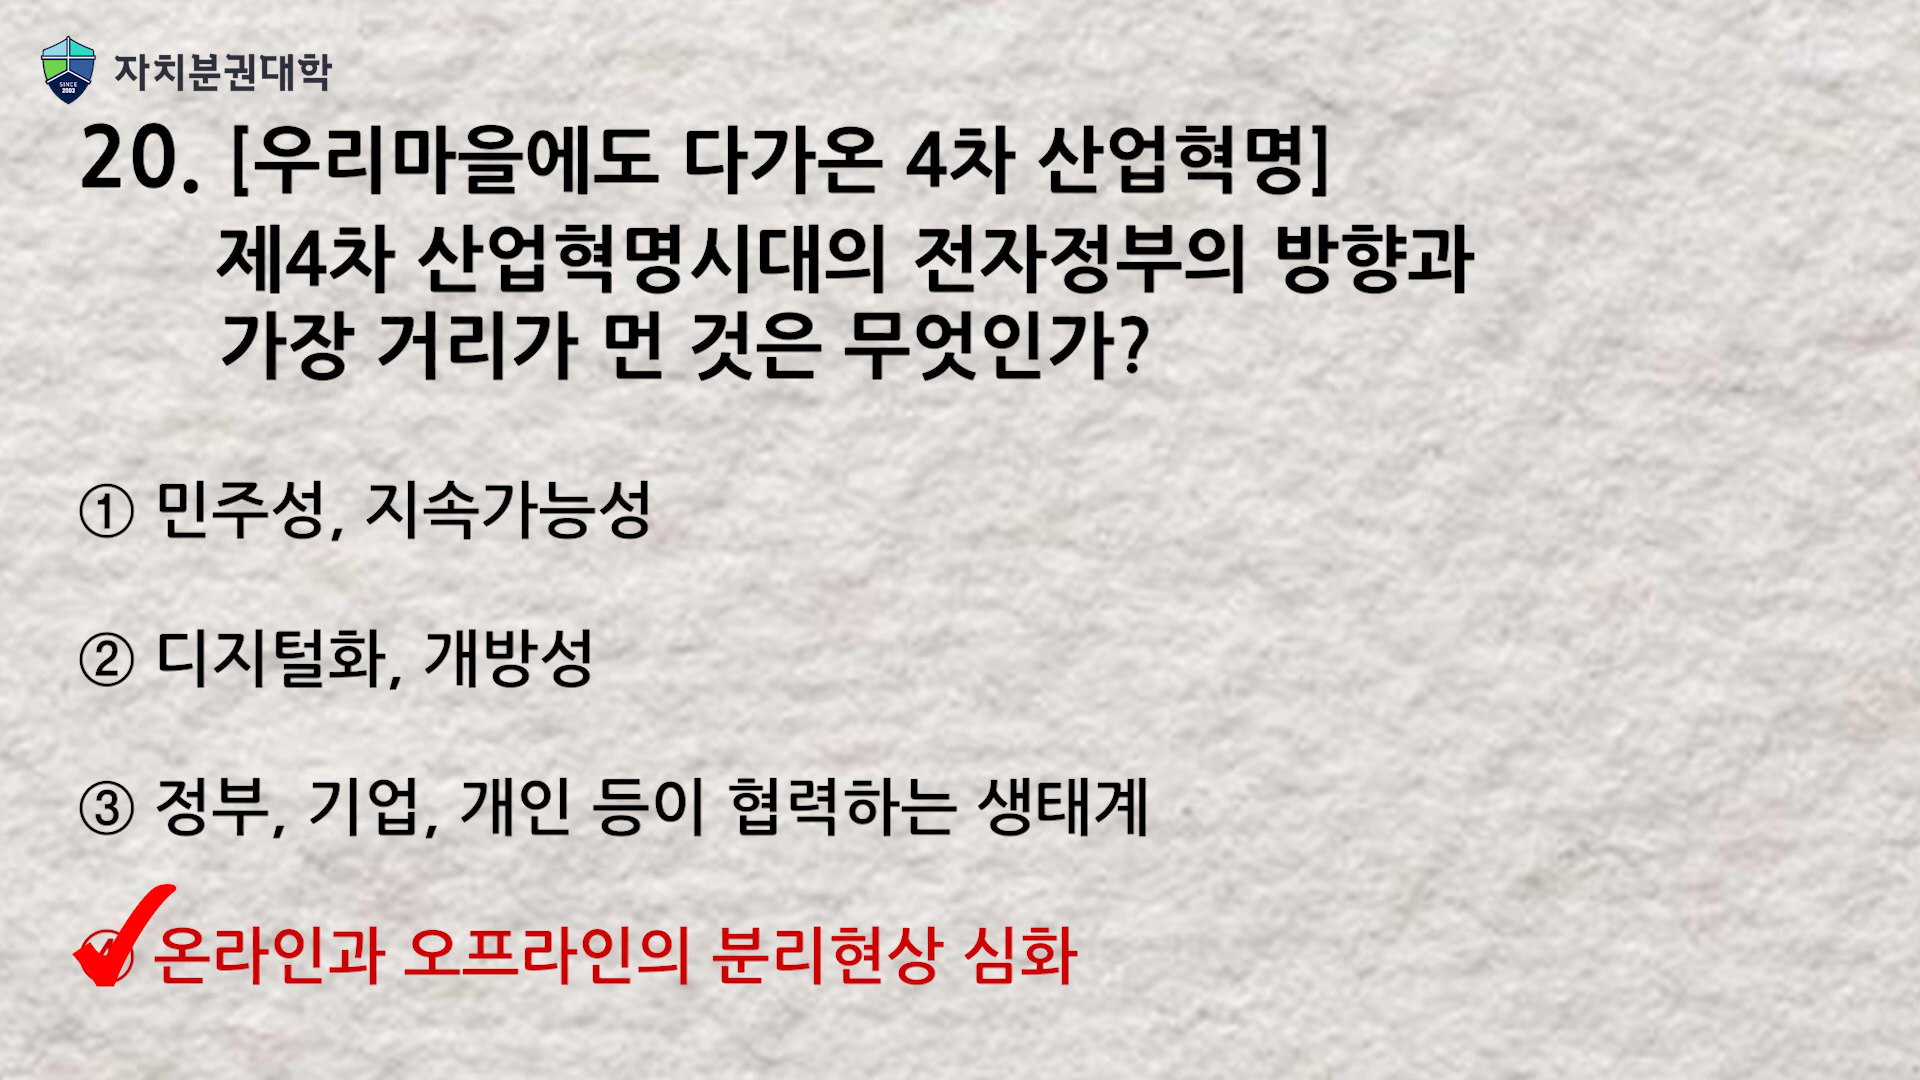 자치분권대학
SINCE
2003
20. [우리마을에도 다가온 4차 산업혁명]
제4차 산업혁명시대의 전자정부의 방향과
가장 거리가 먼 것은 무엇인가?
① 민주성, 지속가능성
② 디지털화, 개방성
③ 정부, 기업, 개인 등이 협력하는 생태계
④ 온라인과 오프라인의 분리현상 심화